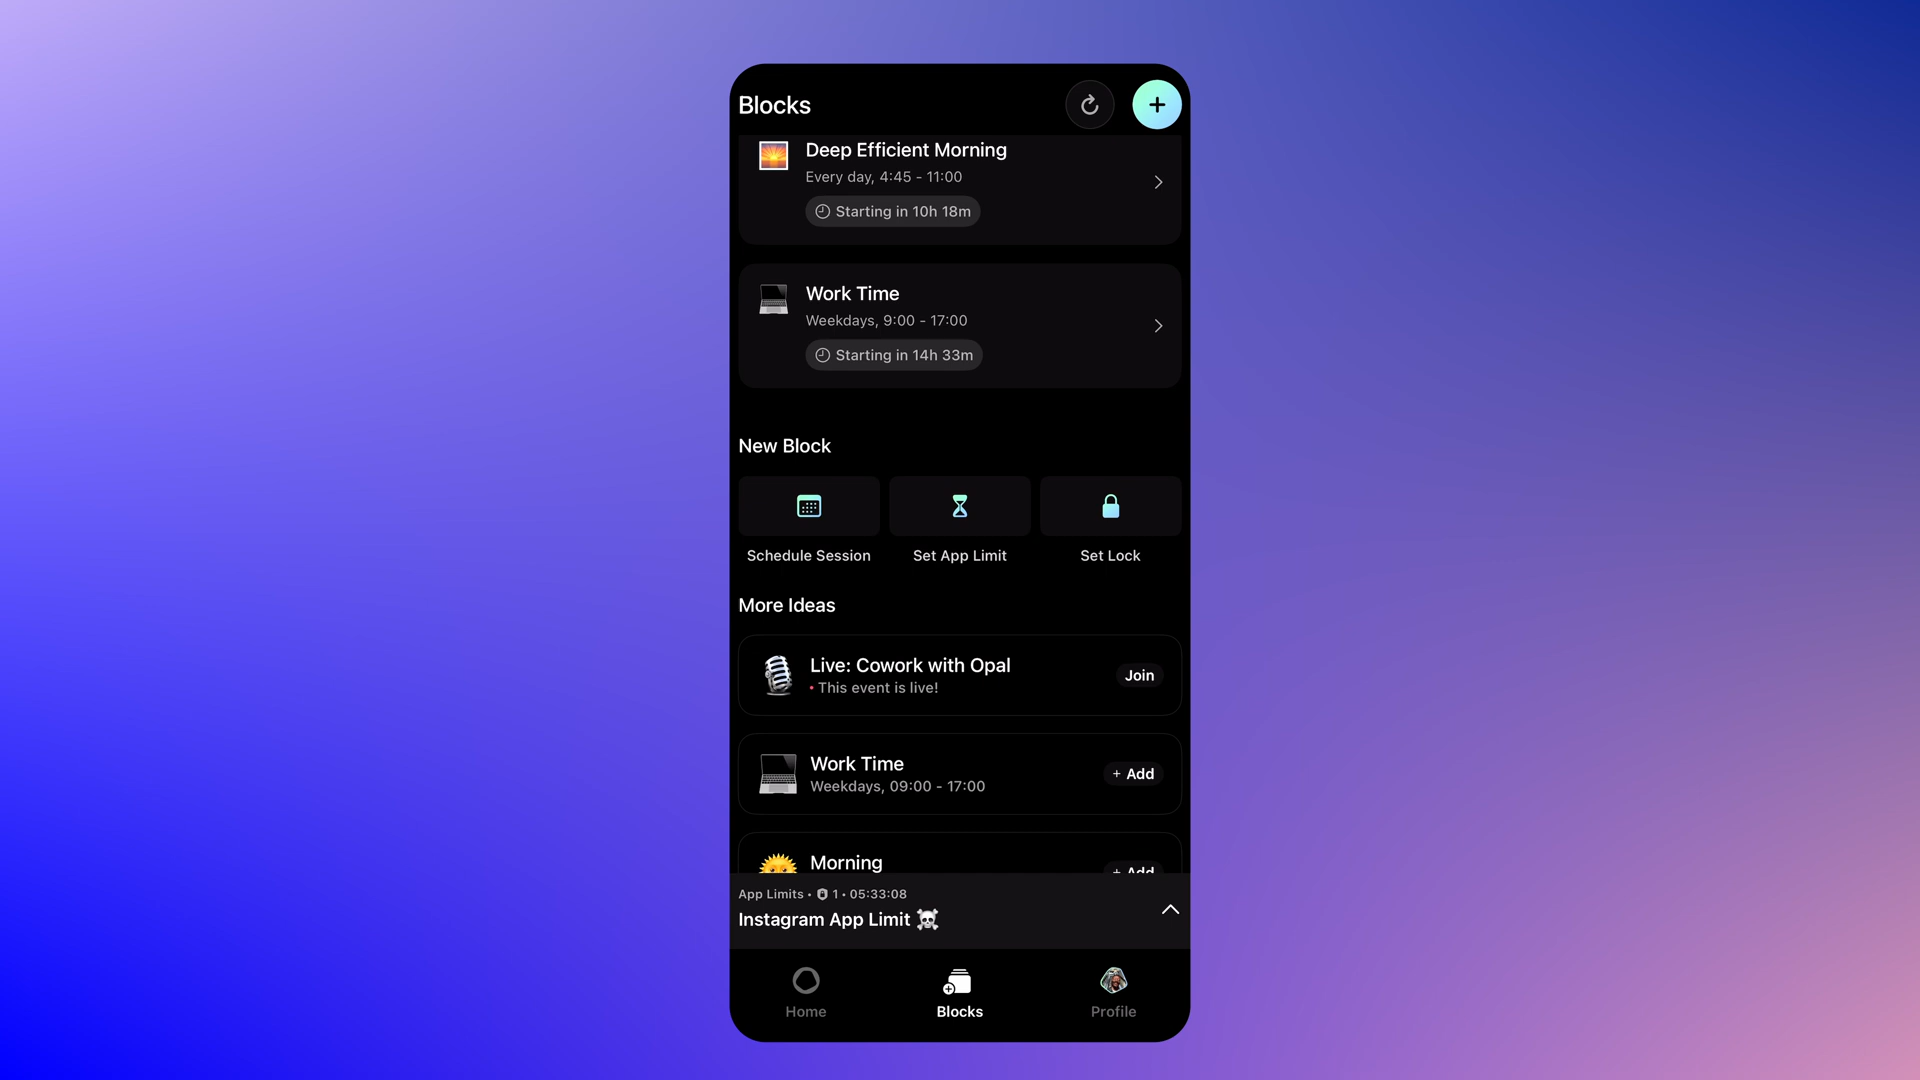 Blocks
Deep Efficient Morning
Every day, 4:45 - 11:00
Starting in 10h 18m
Work Time
Weekdays, 9:00 - 17:00
Starting in 14h 33m
New Block
Schedule Session
Set App Limit
Set Lock
More Ideas
Live: Cowork with Opal
• This event is live!
Join
Work Time
Weekdays, 09:00 - 17:00
+ Add
Morning
+ Add
App Limits • 1 • 05:33:08
Instagram App Limit ☠️
Home
Blocks
Profile